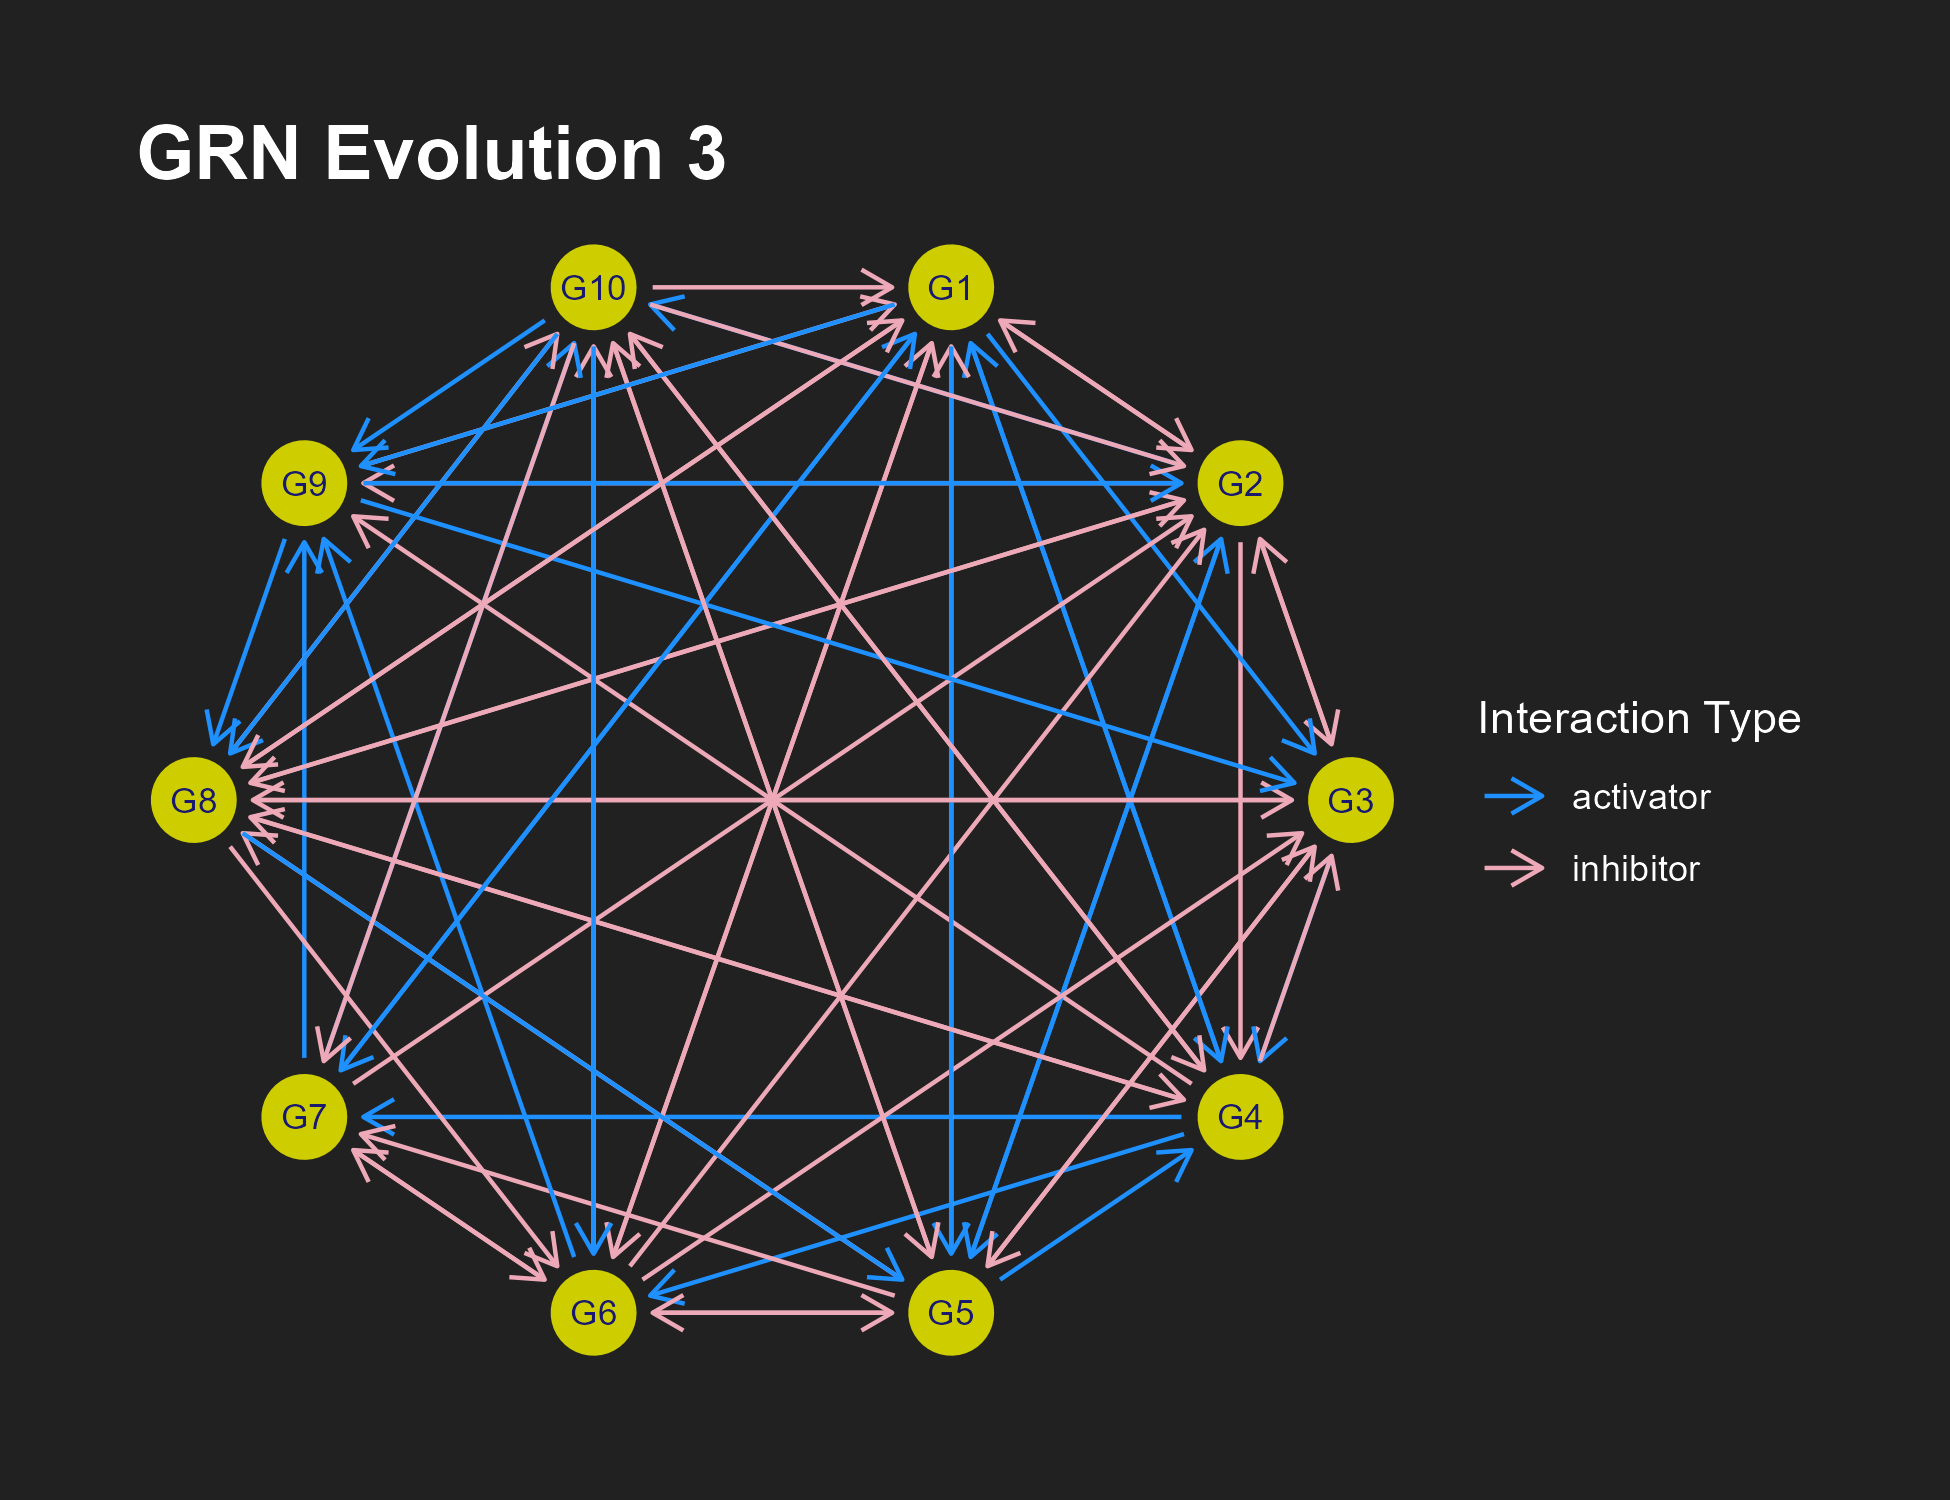 GRN Evolution 3
G10
G1
G9
G2
Interaction Type
activator
inhibitor
G8
G3
G7
G4
G6
G5